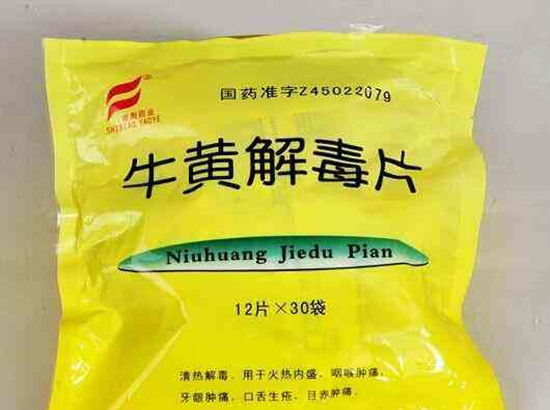 国药准字Z45022079
SHIBIAO YAOYE
牛黄解毒片
Niuhuang Jiedu Pian
12片×30袋
清热解毒。用于火热内盛,咽喉肿痛,
牙龈肿痛,口舌生疮,目赤肿痛。